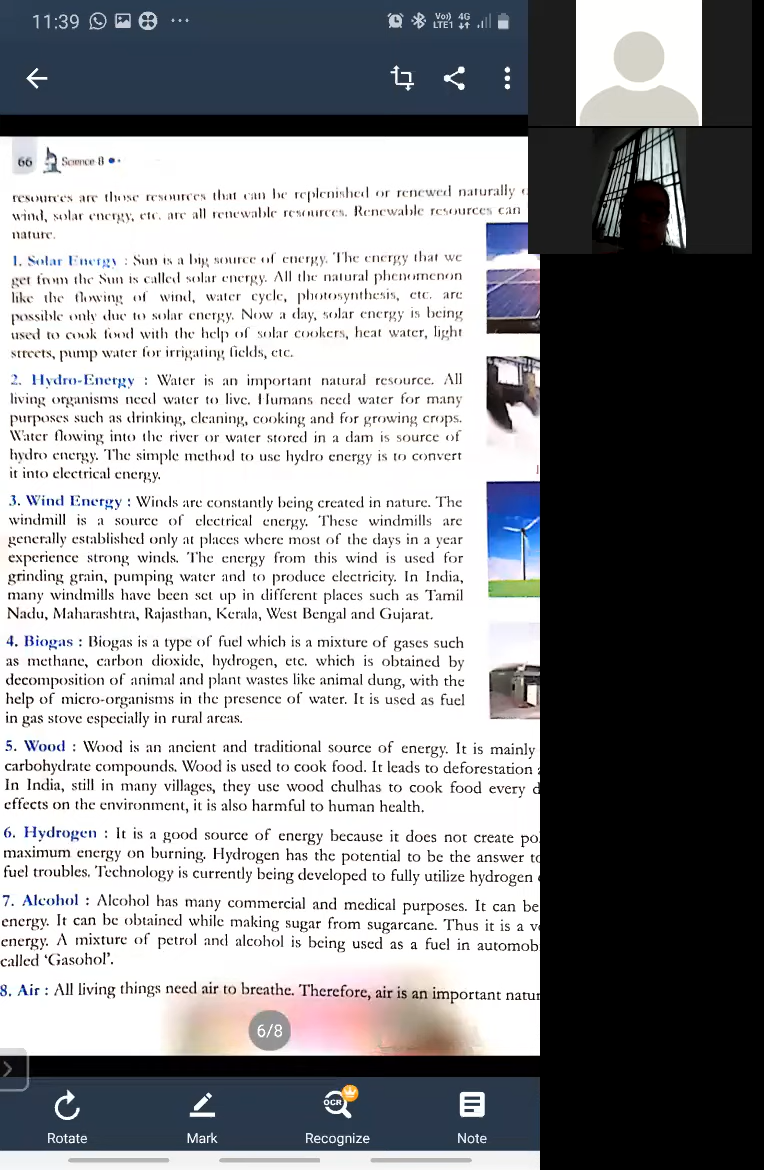 11:39
Vo)) 4G
LTE1
66 Science-8
resources are those resources that can be replenished or renewed naturally
wind, solar energy, etc. are all renewable resources. Renewable resources can
nature.
1. Solar Energy : Sun is a big source of energy. The energy that we
get from the Sun is called solar energy. All the natural phenomenon
like the flowing of wind, water cycle, photosynthesis, etc. are
possible only due to solar energy. Now a day, solar energy is being
used to cook food with the help of solar cookers, heat water, light
streets, pump water for irrigating fields, etc.
2. Hydro-Energy : Water is an important natural resource. All
living organisms need water to live. Humans need water for many
purposes such as drinking, cleaning, cooking and for growing crops.
Water flowing into the river or water stored in a dam is source of
hydro energy. The simple method to use hydro energy is to convert
it into electrical energy.
3. Wind Energy : Winds are constantly being created in nature. The
windmill is a source of electrical energy. These windmills are
generally established only at places where most of the days in a year
experience strong winds. The energy from this wind is used for
grinding grain, pumping water and to produce electricity. In India,
many windmills have been set up in different places such as Tamil
Nadu, Maharashtra, Rajasthan, Kerala, West Bengal and Gujarat.
4. Biogas : Biogas is a type of fuel which is a mixture of gases such
as methane, carbon dioxide, hydrogen, etc. which is obtained by
decomposition of animal and plant wastes like animal dung, with the
help of micro-organisms in the presence of water. It is used as fuel
in gas stove especially in rural areas.
5. Wood : Wood is an ancient and traditional source of energy. It is mainly
carbohydrate compounds. Wood is used to cook food. It leads to deforestation
In India, still in many villages, they use wood chulhas to cook food every d
effects on the environment, it is also harmful to human health.
6. Hydrogen : It is a good source of energy because it does not create po
maximum energy on burning. Hydrogen has the potential to be the answer to
fuel troubles. Technology is currently being developed to fully utilize hydrogen
7. Alcohol : Alcohol has many commercial and medical purposes. It can be
energy. It can be obtained while making sugar from sugarcane. Thus it is a v
energy. A mixture of petrol and alcohol is being used as a fuel in automob
called ‘Gasohol’.
8. Air : All living things need air to breathe. Therefore, air is an important natur
6/8
OCR
Rotate Mark Recognize Note